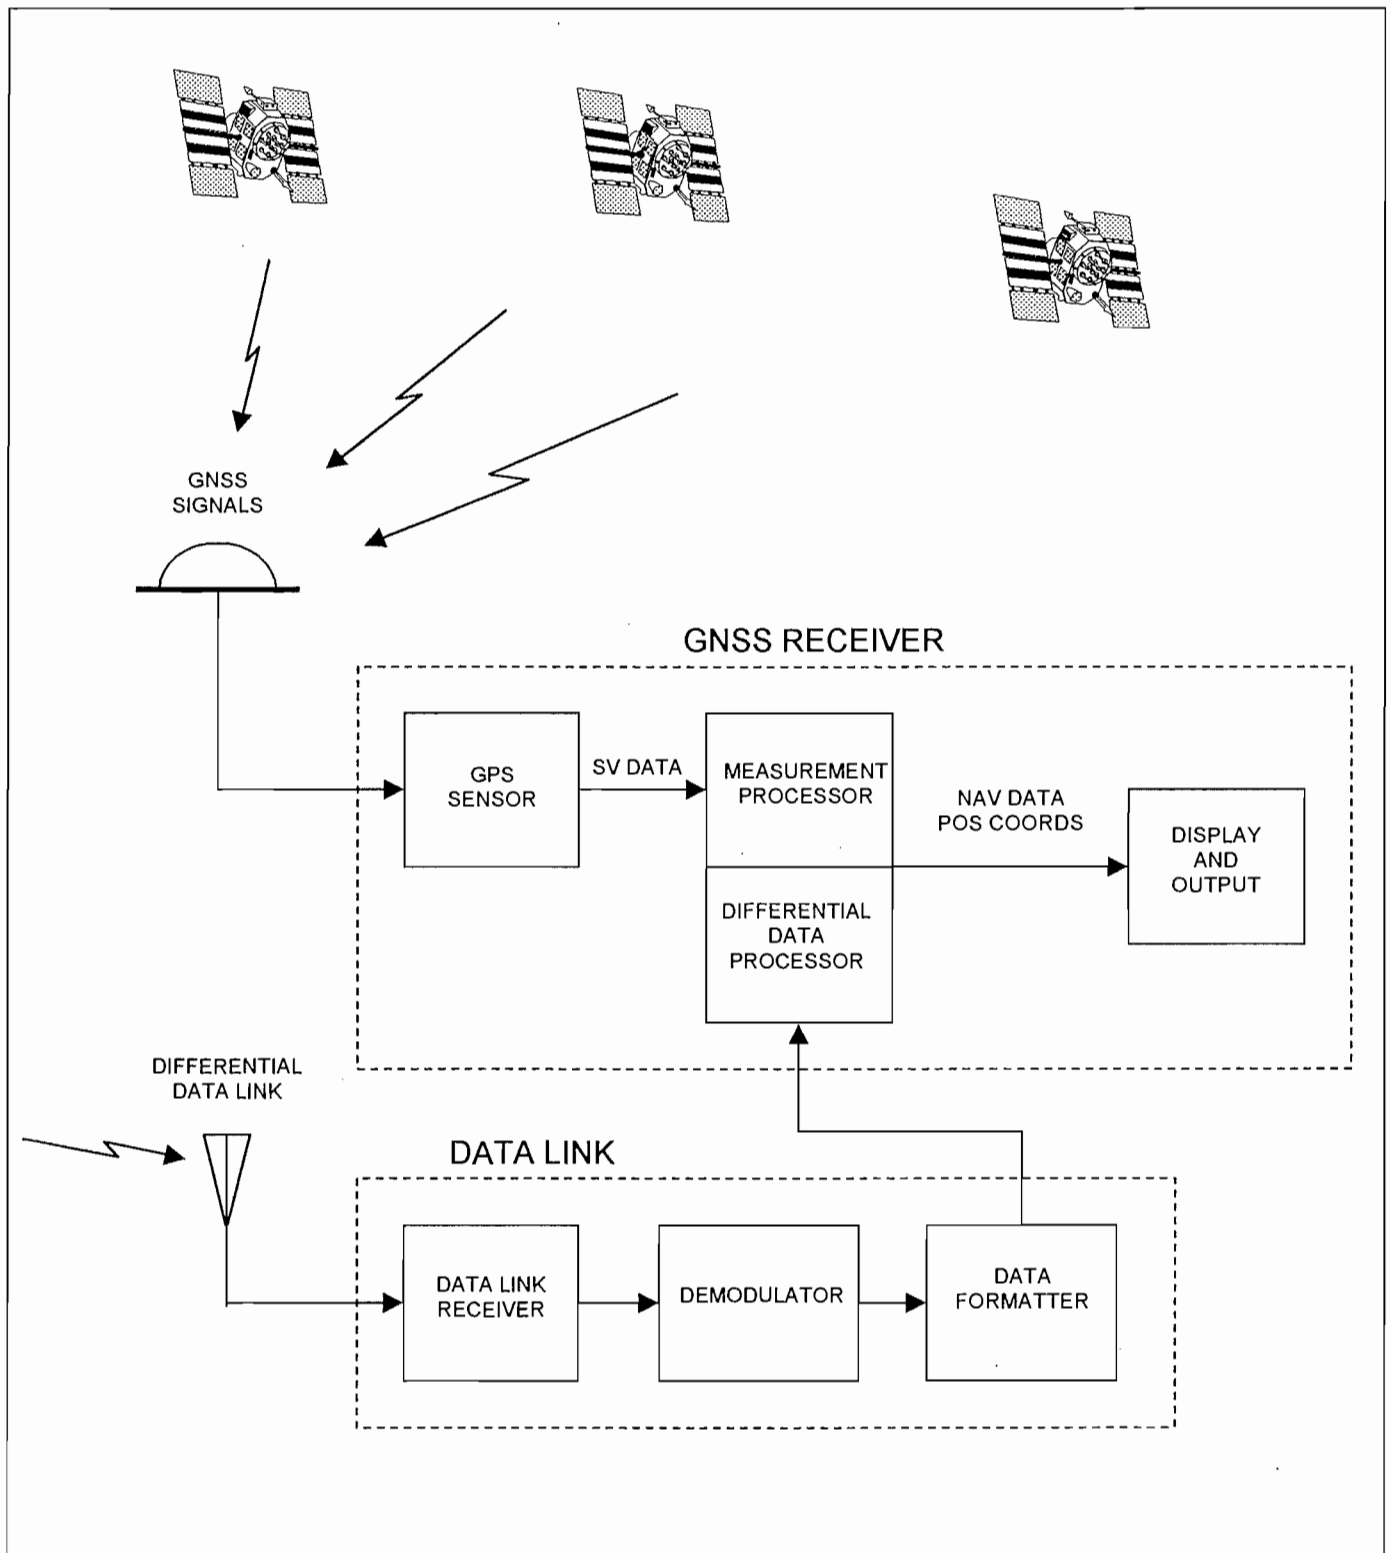 GNSS
SIGNALS
GNSS RECEIVER
GPS
SENSOR
SV DATA
MEASUREMENT
PROCESSOR
NAV DATA
POS COORDS
DISPLAY
AND
OUTPUT
DIFFERENTIAL
DATA
PROCESSOR
DIFFERENTIAL
DATA LINK
DATA LINK
DATA LINK
RECEIVER
DEMODULATOR
DATA
FORMATTER